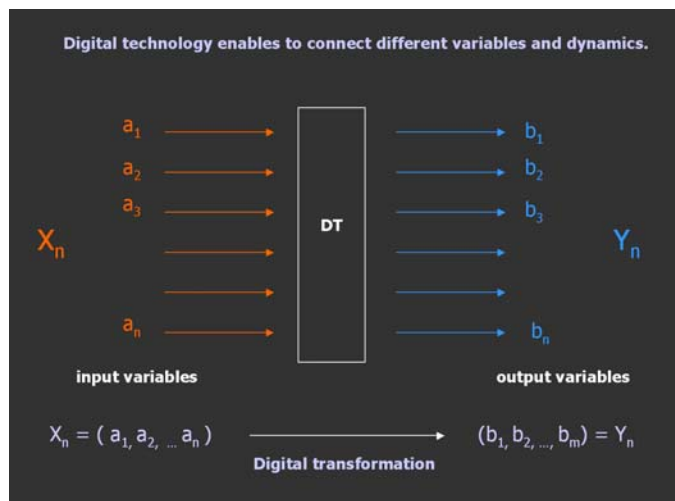 Digital technology enables to connect different variables and dynamics.
a₁ b₁
a₂ b₂
a₃ b₃
DT
Xₙ Yₙ
aₙ bₙ
input variables output variables
Xₙ = ( a₁, a₂, ... aₙ ) (b₁, b₂, ..., bₘ) = Yₙ
Digital transformation